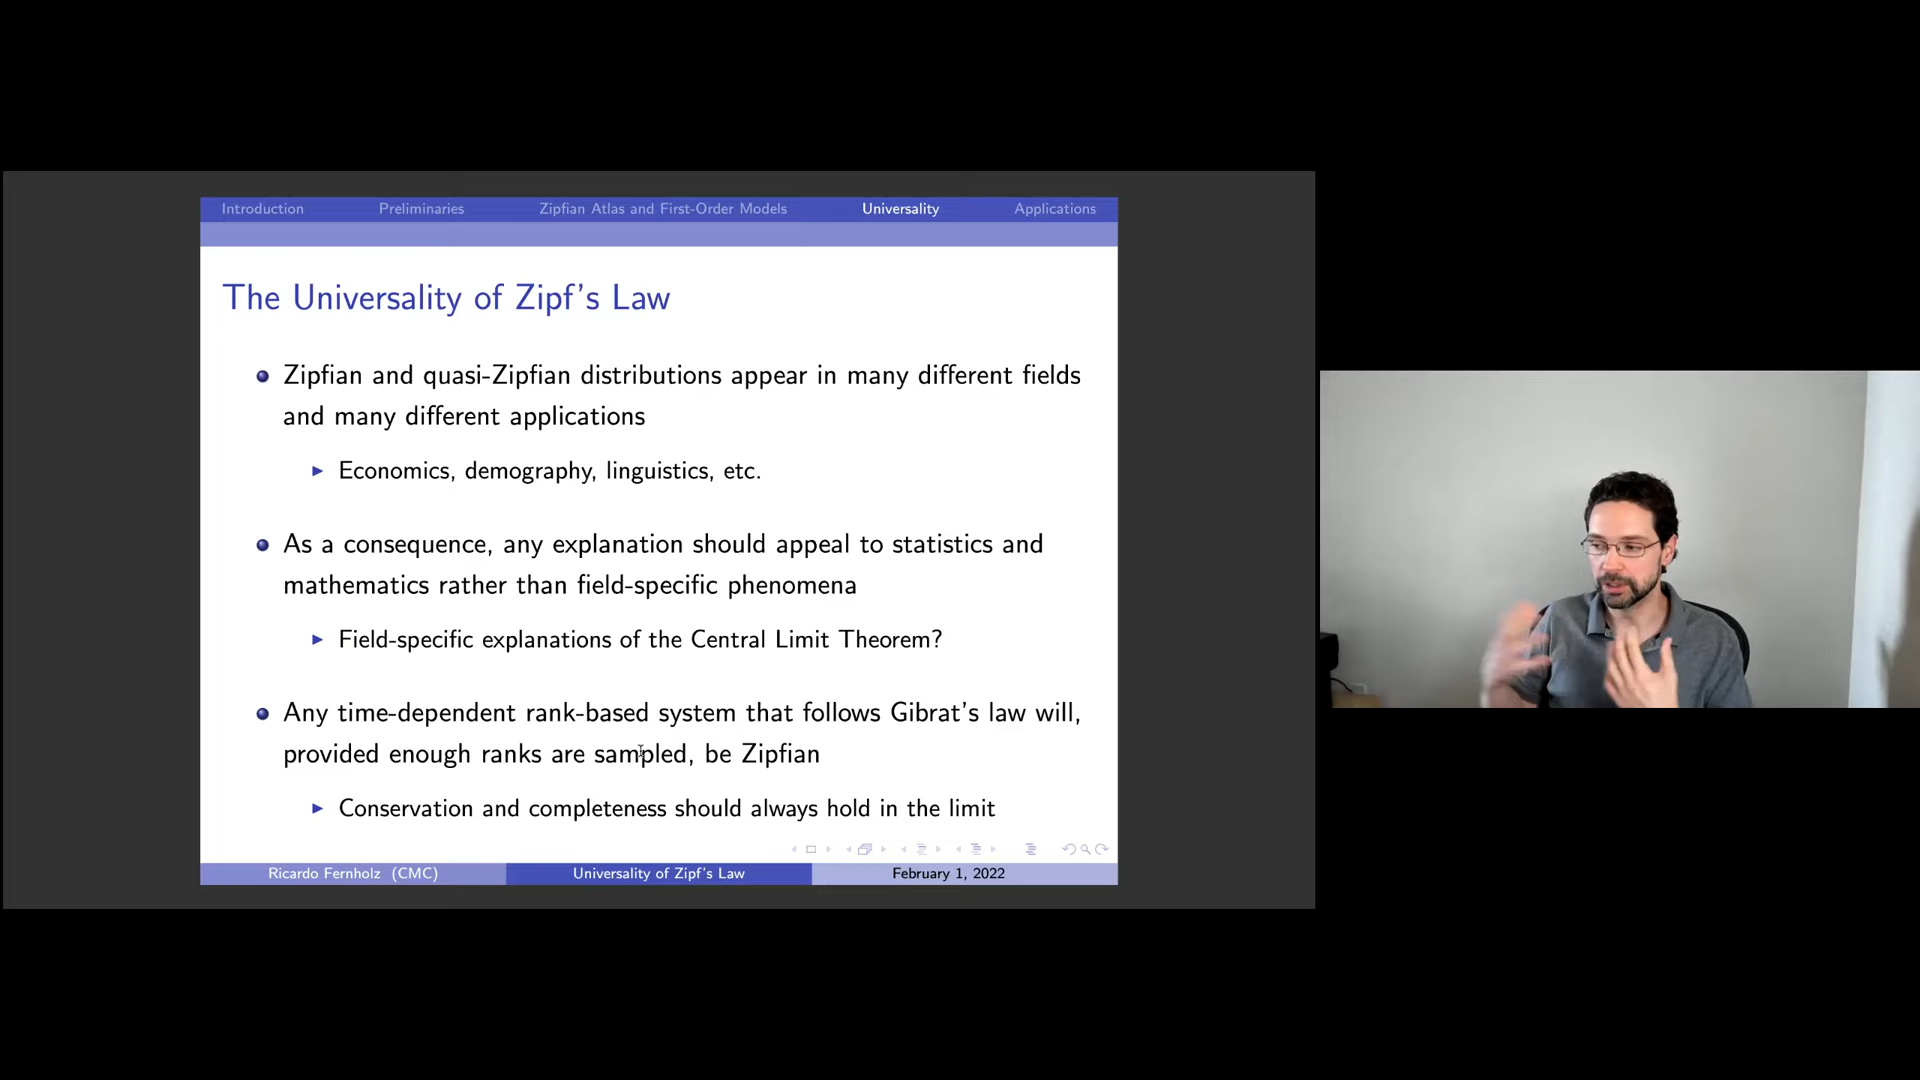 Introduction Preliminaries Zipfian Atlas and First-Order Models Universality Applications
The Universality of Zipf's Law
Zipfian and quasi-Zipfian distributions appear in many different fields
and many different applications
Economics, demography, linguistics, etc.
As a consequence, any explanation should appeal to statistics and
mathematics rather than field-specific phenomena
Field-specific explanations of the Central Limit Theorem?
Any time-dependent rank-based system that follows Gibrat's law will,
provided enough ranks are sampled, be Zipfian
Conservation and completeness should always hold in the limit
Ricardo Fernholz (CMC) Universality of Zipf's Law February 1, 2022